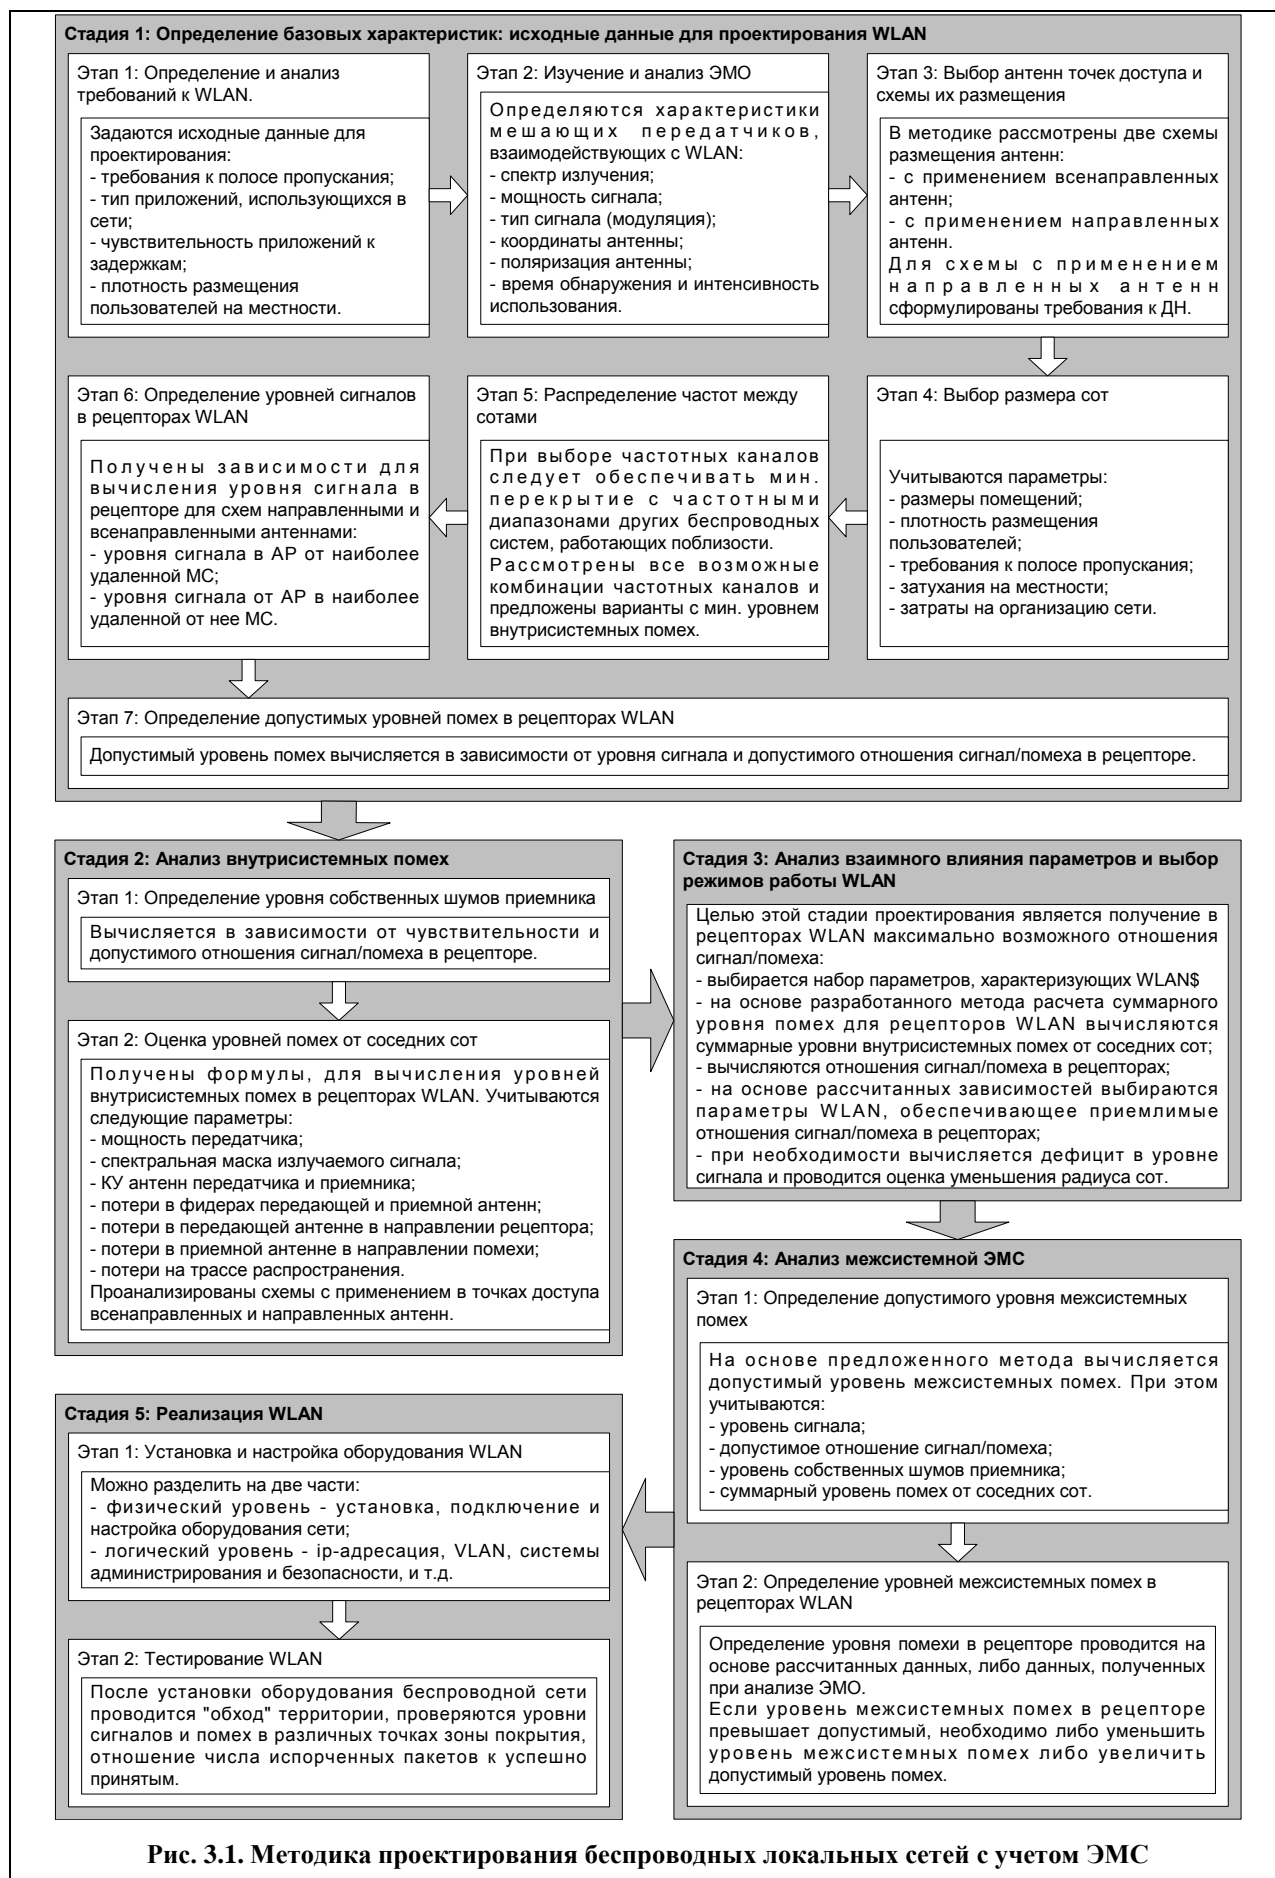 Стадия 1: Определение базовых характеристик: исходные данные для проектирования WLAN
Этап 1: Определение и анализ
требований к WLAN.
Задаются исходные данные для
проектирования:
- требования к полосе пропускания;
- тип приложений, использующихся в
сети;
- чувствительность приложений к
задержкам;
- плотность размещения
пользователей на местности.
Этап 2: Изучение и анализ ЭМО
Определяются характеристики
мешающих передатчиков,
взаимодействующих с WLAN:
- спектр излучения;
- мощность сигнала;
- тип сигнала (модуляция);
- координаты антенны;
- поляризация антенны;
- время обнаружения и интенсивность
использования.
Этап 3: Выбор антенн точек доступа и
схемы их размещения
В методике рассмотрены две схемы
размещения антенн:
- с применением всенаправленных
антенн;
- с применением направленных
антенн.
Для схемы с применением
направленных антенн
сформулированы требования к ДН.
Этап 4: Выбор размера сот
Учитываются параметры:
- размеры помещений;
- плотность размещения
пользователей;
- требования к полосе пропускания;
- затухания на местности;
- затраты на организацию сети.
Этап 5: Распределение частот между
сотами
При выборе частотных каналов
следует обеспечивать мин.
перекрытие с частотными
диапазонами других беспроводных
систем, работающих поблизости.
Рассмотрены все возможные
комбинации частотных каналов и
предложены варианты с мин. уровнем
внутрисистемных помех.
Этап 6: Определение уровней сигналов
в рецепторах WLAN
Получены зависимости для
вычисления уровня сигнала в
рецепторе для схем направленными и
всенаправленными антеннами:
- уровня сигнала в АР от наиболее
удаленной МС;
- уровня сигнала от АР в наиболее
удаленной от нее МС.
Этап 7: Определение допустимых уровней помех в рецепторах WLAN
Допустимый уровень помех вычисляется в зависимости от уровня сигнала и допустимого отношения сигнал/помеха в рецепторе.
Стадия 2: Анализ внутрисистемных помех
Этап 1: Определение уровня собственных шумов приемника
Вычисляется в зависимости от чувствительности и
допустимого отношения сигнал/помеха в рецепторе.
Этап 2: Оценка уровней помех от соседних сот
Получены формулы, для вычисления уровней
внутрисистемных помех в рецепторах WLAN. Учитываются
следующие параметры:
- мощность передатчика;
- спектральная маска излучаемого сигнала;
- КУ антенн передатчика и приемника;
- потери в фидерах передающей и приемной антенн;
- потери в передающей антенне в направлении рецептора;
- потери в приемной антенне в направлении помехи;
- потери на трассе распространения.
Проанализированы схемы с применением в точках доступа
всенаправленных и направленных антенн.
Стадия 3: Анализ взаимного влияния параметров и выбор
режимов работы WLAN
Целью этой стадии проектирования является получение в
рецепторах WLAN максимально возможного отношения
сигнал/помеха:
- выбирается набор параметров, характеризующих WLAN$
- на основе разработанного метода расчета суммарного
уровня помех для рецепторов WLAN вычисляются
суммарные уровни внутрисистемных помех от соседних сот;
- вычисляются отношения сигнал/помеха в рецепторах;
- на основе рассчитанных зависимостей выбираются
параметры WLAN, обеспечивающее приемлимые
отношения сигнал/помеха в рецепторах;
- при необходимости вычисляется дефицит в уровне
сигнала и проводится оценка уменьшения радиуса сот.
Стадия 4: Анализ межсистемной ЭМС
Этап 1: Определение допустимого уровня межсистемных
помех
На основе предложенного метода вычисляется
допустимый уровень межсистемных помех. При этом
учитываются:
- уровень сигнала;
- допустимое отношение сигнал/помеха;
- уровень собственных шумов приемника;
- суммарный уровень помех от соседних сот.
Этап 2: Определение уровней межсистемных помех в
рецепторах WLAN
Определение уровня помехи в рецепторе проводится на
основе рассчитанных данных, либо данных, полученных
при анализе ЭМО.
Если уровень межсистемных помех в рецепторе
превышает допустимый, необходимо либо уменьшить
уровень межсистемных помех либо увеличить
допустимый уровень помех.
Стадия 5: Реализация WLAN
Этап 1: Установка и настройка оборудования WLAN
Можно разделить на две части:
- физический уровень - установка, подключение и
настройка оборудования сети;
- логический уровень - ip-адресация, VLAN, системы
администрирования и безопасности, и т.д.
Этап 2: Тестирование WLAN
После установки оборудования беспроводной сети
проводится "обход" территории, проверяются уровни
сигналов и помех в различных точках зоны покрытия,
отношение числа испорченных пакетов к успешно
принятым.
Рис. 3.1. Методика проектирования беспроводных локальных сетей с учетом ЭМС